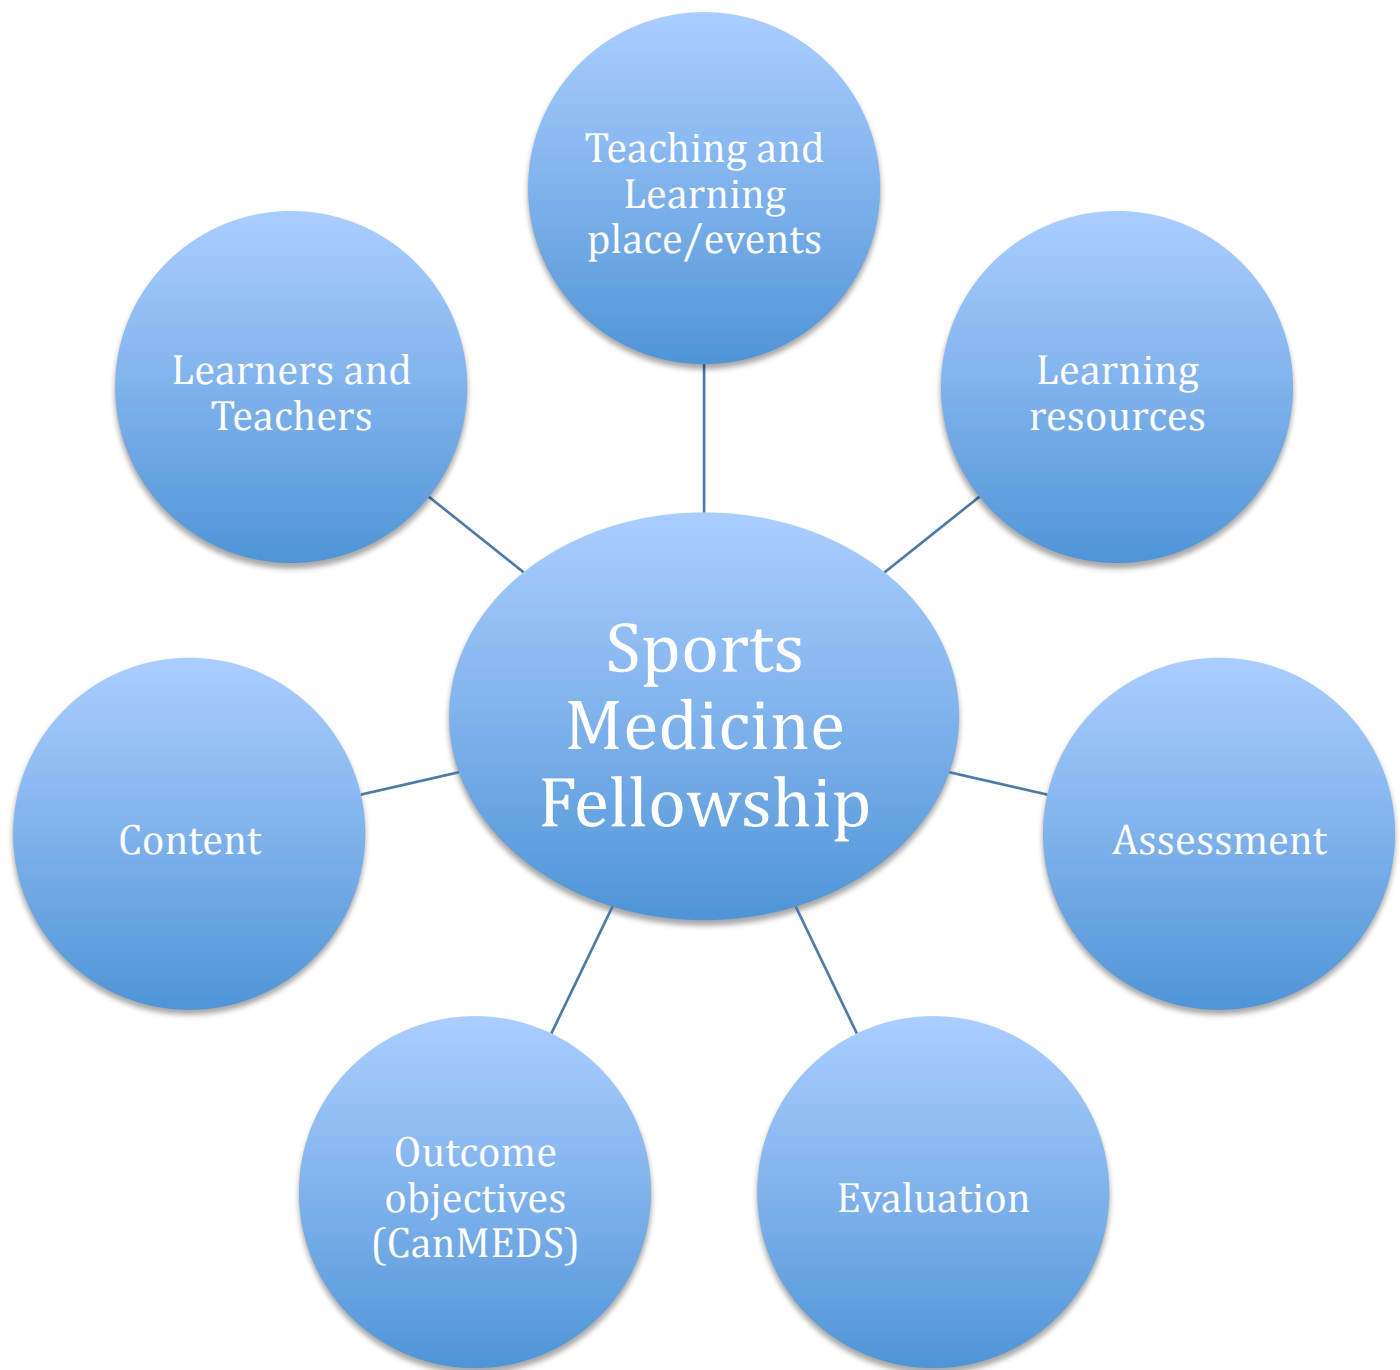 Teaching and
Learning
place/events
Learners and
Teachers
Learning
resources
Sports
Medicine
Fellowship
Content
Assessment
Outcome
objectives
(CanMEDS)
Evaluation